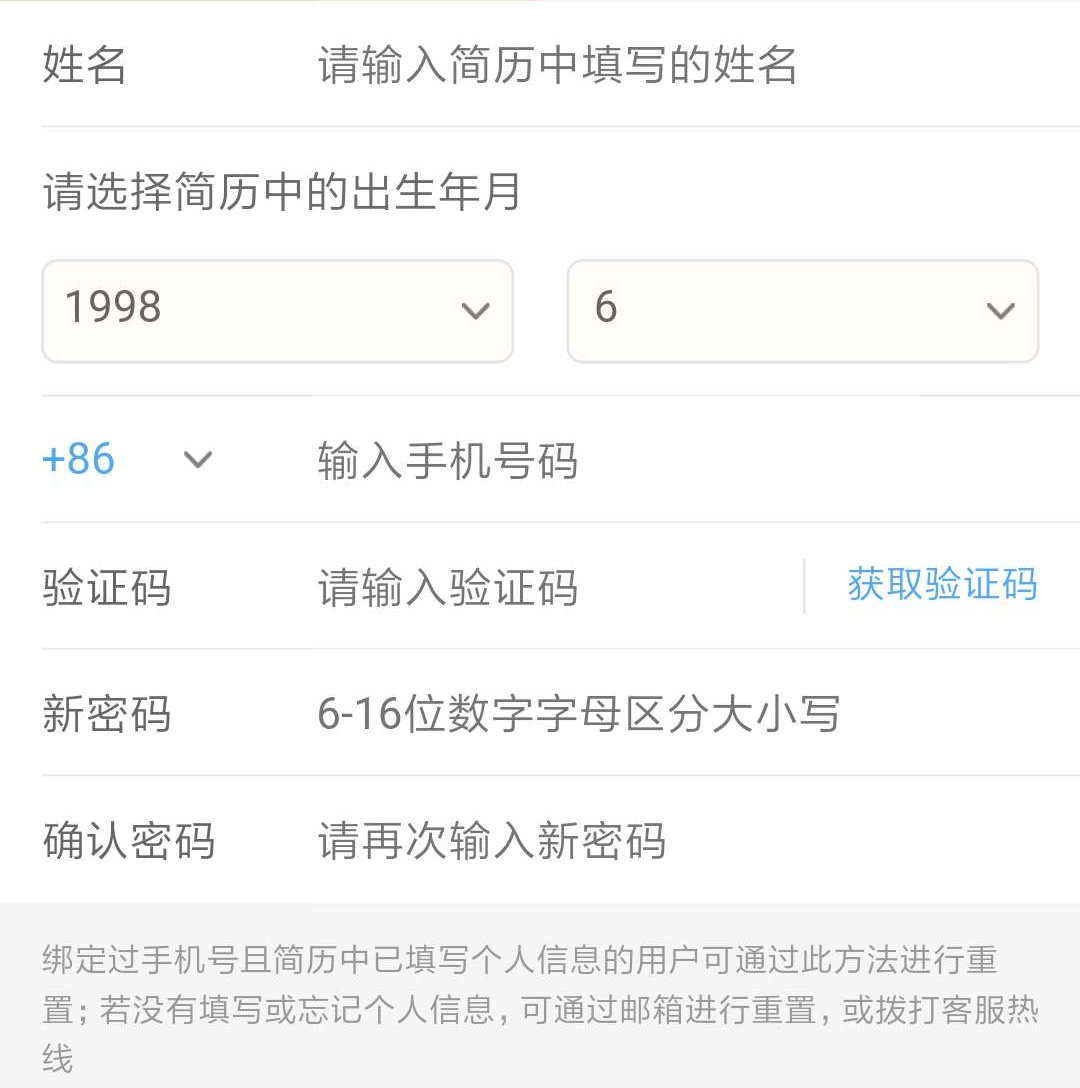 姓名 请输入简历中填写的姓名
请选择简历中的出生年月
1998 6
+86 输入手机号码
验证码 请输入验证码 获取验证码
新密码 6-16位数字字母区分大小写
确认密码 请再次输入新密码
绑定过手机号且简历中已填写个人信息的用户可通过此方法进行重
置；若没有填写或忘记个人信息，可通过邮箱进行重置，或拨打客服热
线